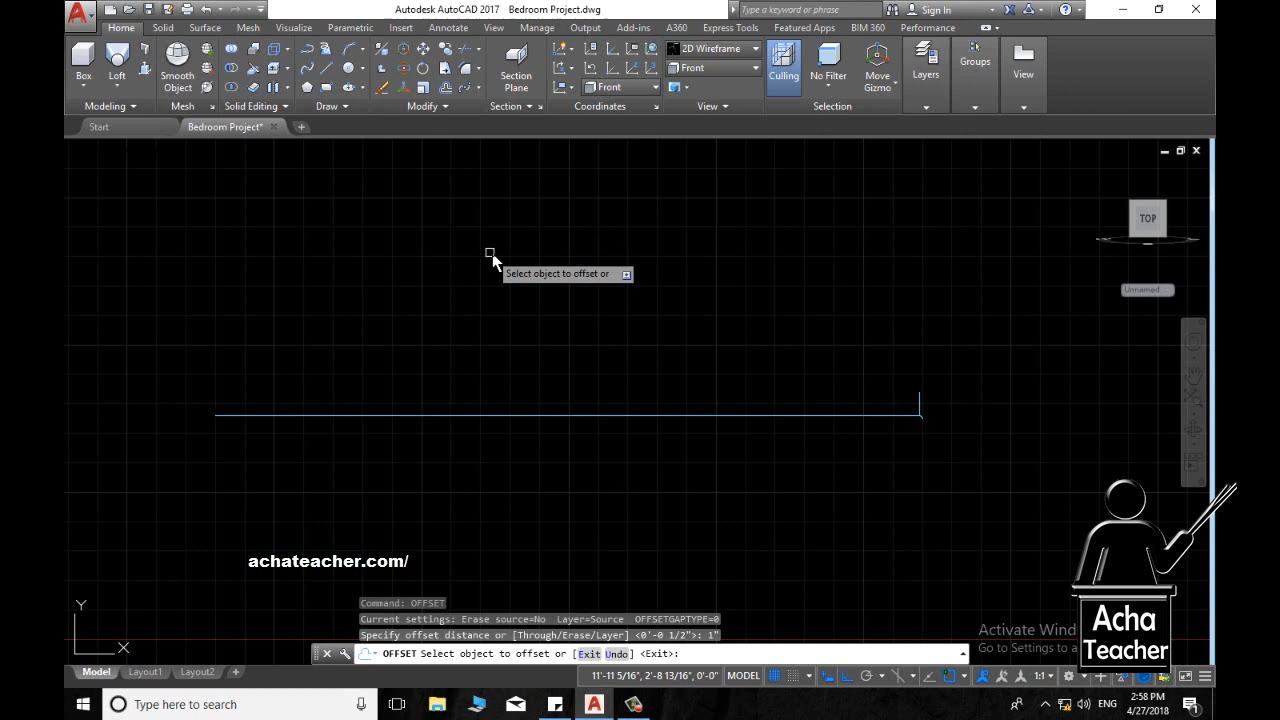 Autodesk AutoCAD 2017 Bedroom Project.dwg
Type a keyword or phrase
Sign In
Home Solid Surface Mesh Visualize Parametric Insert Annotate View Manage Output Add-ins A360 Express Tools Featured Apps BIM 360 Performance
Box
Loft
Smooth
Object
Section
Plane
2D Wireframe
Front
Front
Culling
No Filter
Move
Gizmo
Layers
Groups
View
Modeling
Mesh
Solid Editing
Draw
Modify
Section
Coordinates
View
Selection
Start
Bedroom Project*
TOP
Select object to offset or
Unnamed
achateacher.com/
Y
X
Command: OFFSET
Current settings: Erase source=No Layer=Source OFFSETGAPTYPE=0
Specify offset distance or [Through/Erase/Layer] <0'-0 1/2">: 1"
OFFSET Select object to offset or [Exit Undo] <Exit>:
Activate Wind
Go to Settings to a
Acha
Teacher
Model Layout1 Layout2
11'-11 5/16", 2'-8 13/16", 0'-0" MODEL
1:1
Type here to search
ENG
2:58 PM
4/27/2018